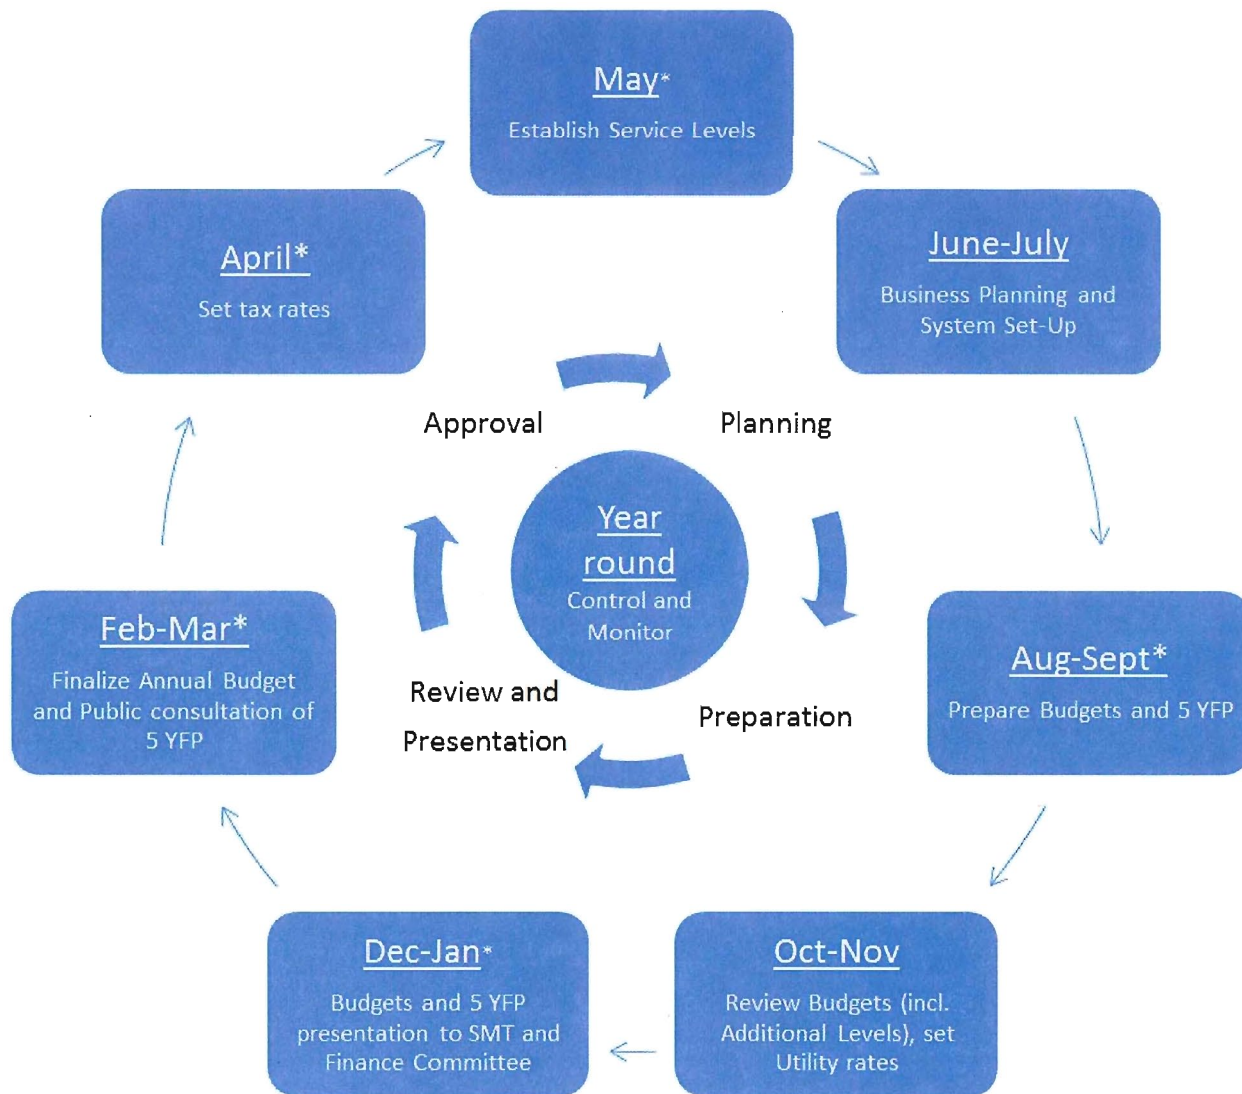 May*
Establish Service Levels
April*
Set tax rates
June-July
Business Planning and
System Set-Up
Approval
Planning
Year
round
Control and
Monitor
Feb-Mar*
Finalize Annual Budget
and Public consultation of
5 YFP
Aug-Sept*
Prepare Budgets and 5 YFP
Review and
Presentation
Preparation
Dec-Jan*
Budgets and 5 YFP
presentation to SMT and
Finance Committee
Oct-Nov
Review Budgets (incl.
Additional Levels), set
Utility rates